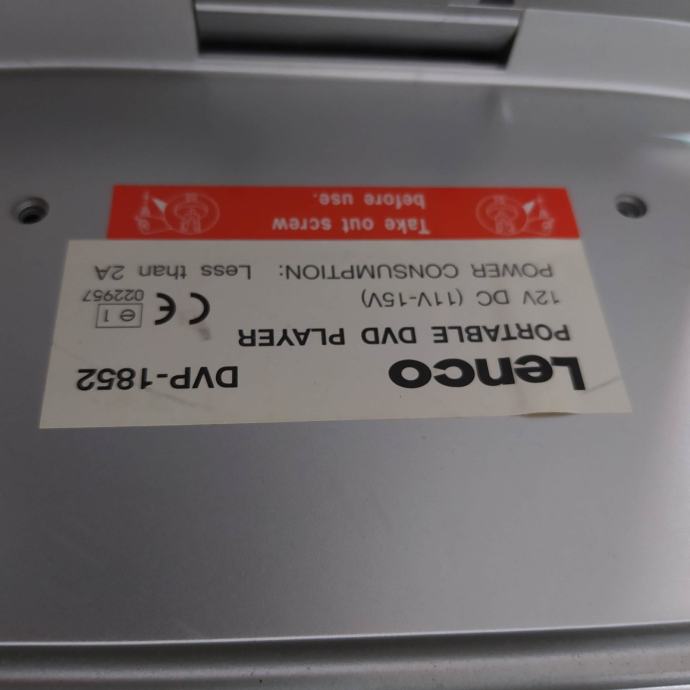 Lenco DVP-1852
PORTABLE DVD PLAYER
12V DC (11V-15V)
POWER CONSUMPTION: Less than 2A
1
022957
Take out screw
before use.